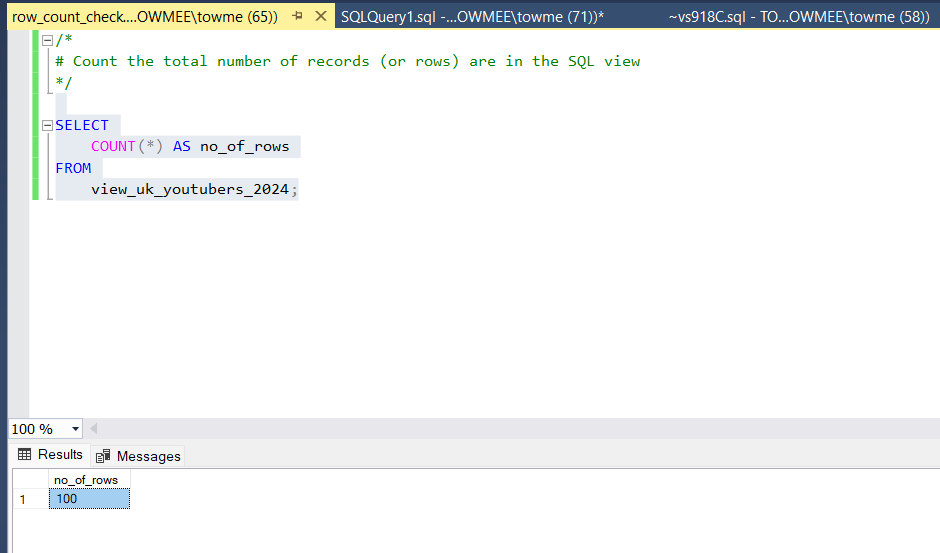 row_count_check....OWMEE\towme (65))
SQLQuery1.sql -...OWMEE\towme (71))*
~vs918C.sql - TO...OWMEE\towme (58))
/*
# Count the total number of records (or rows) are in the SQL view
*/
SELECT
COUNT(*) AS no_of_rows
FROM
view_uk_youtubers_2024;
100 %
Results
Messages
no_of_rows
1 100